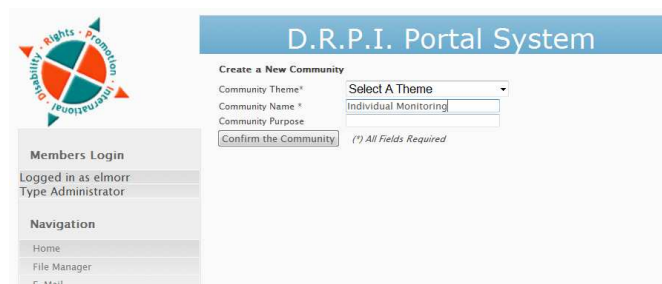 Disability · Rights · Promotion · International
D.R.P.I. Portal System
Create a New Community
Community Theme* Select A Theme
Community Name * Individual Monitoring
Community Purpose
Confirm the Community (*) All Fields Required
Members Login
Logged in as elmorr
Type Administrator
Navigation
Home
File Manager
E-Mail